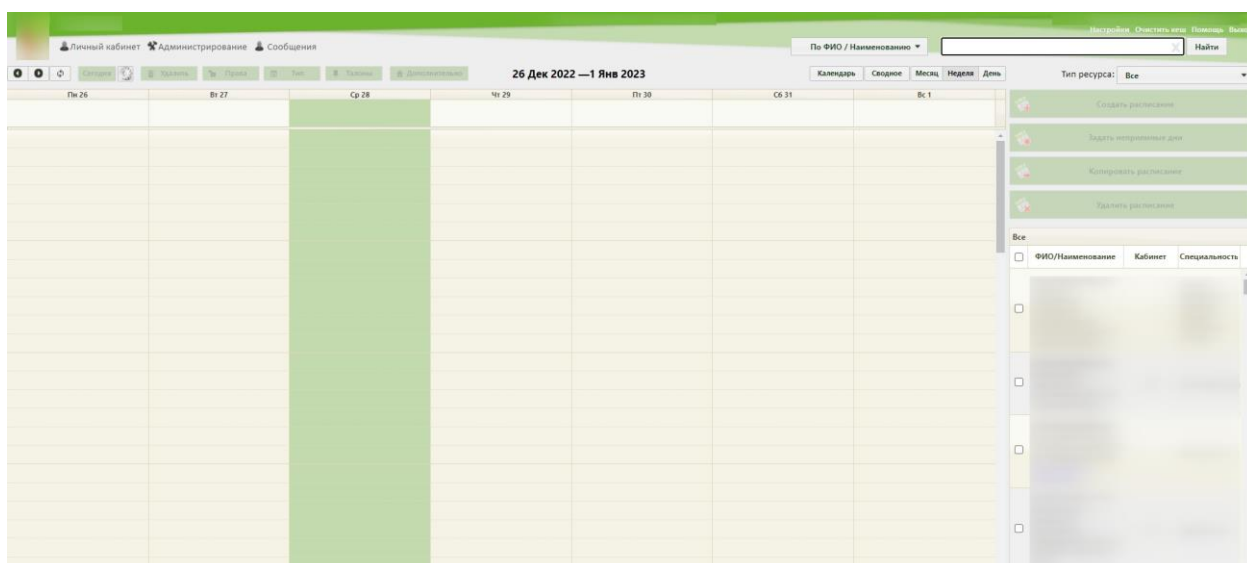 Настройки Очистить кеш Помощь
Личный кабинет Администрирование Сообщения
По ФИО / Наименованию
Найти
Сегодня Удалить Права Тип Талоны Дополнительно
26 Дек 2022 —1 Янв 2023
Календарь Сводное Месяц Неделя День
Тип ресурса: Все
Пн 26 Вт 27 Ср 28 Чт 29 Пт 30 Сб 31 Вс 1
Создать расписание
Задать неприемные дни
Копировать расписание
Удалить расписание
Все
ФИО/Наименование Кабинет Специальность